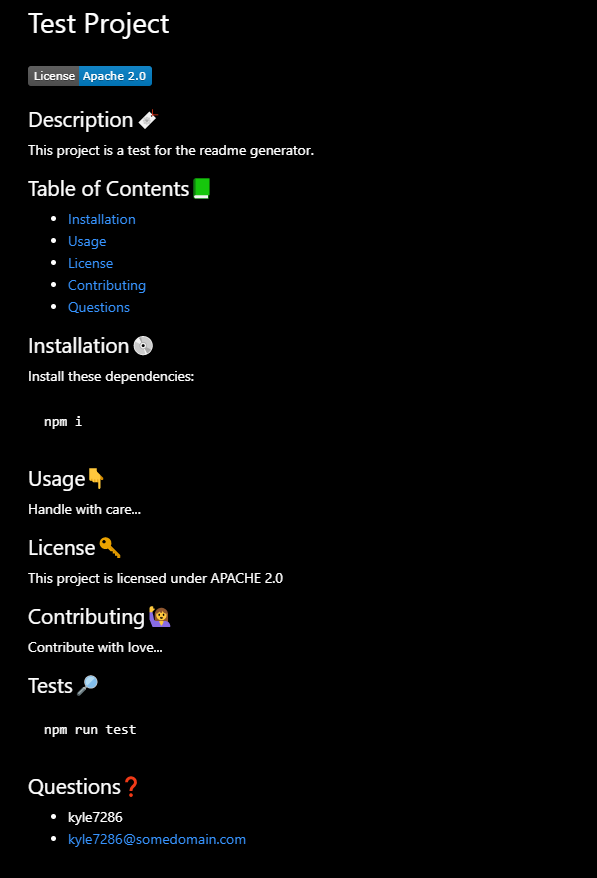 Test Project
License Apache 2.0
Description
This project is a test for the readme generator.
Table of Contents
Installation
Usage
License
Contributing
Questions
Installation
Install these dependencies:
npm i
Usage
Handle with care...
License
This project is licensed under APACHE 2.0
Contributing
Contribute with love...
Tests
npm run test
Questions❓
kyle7286
kyle7286@somedomain.com